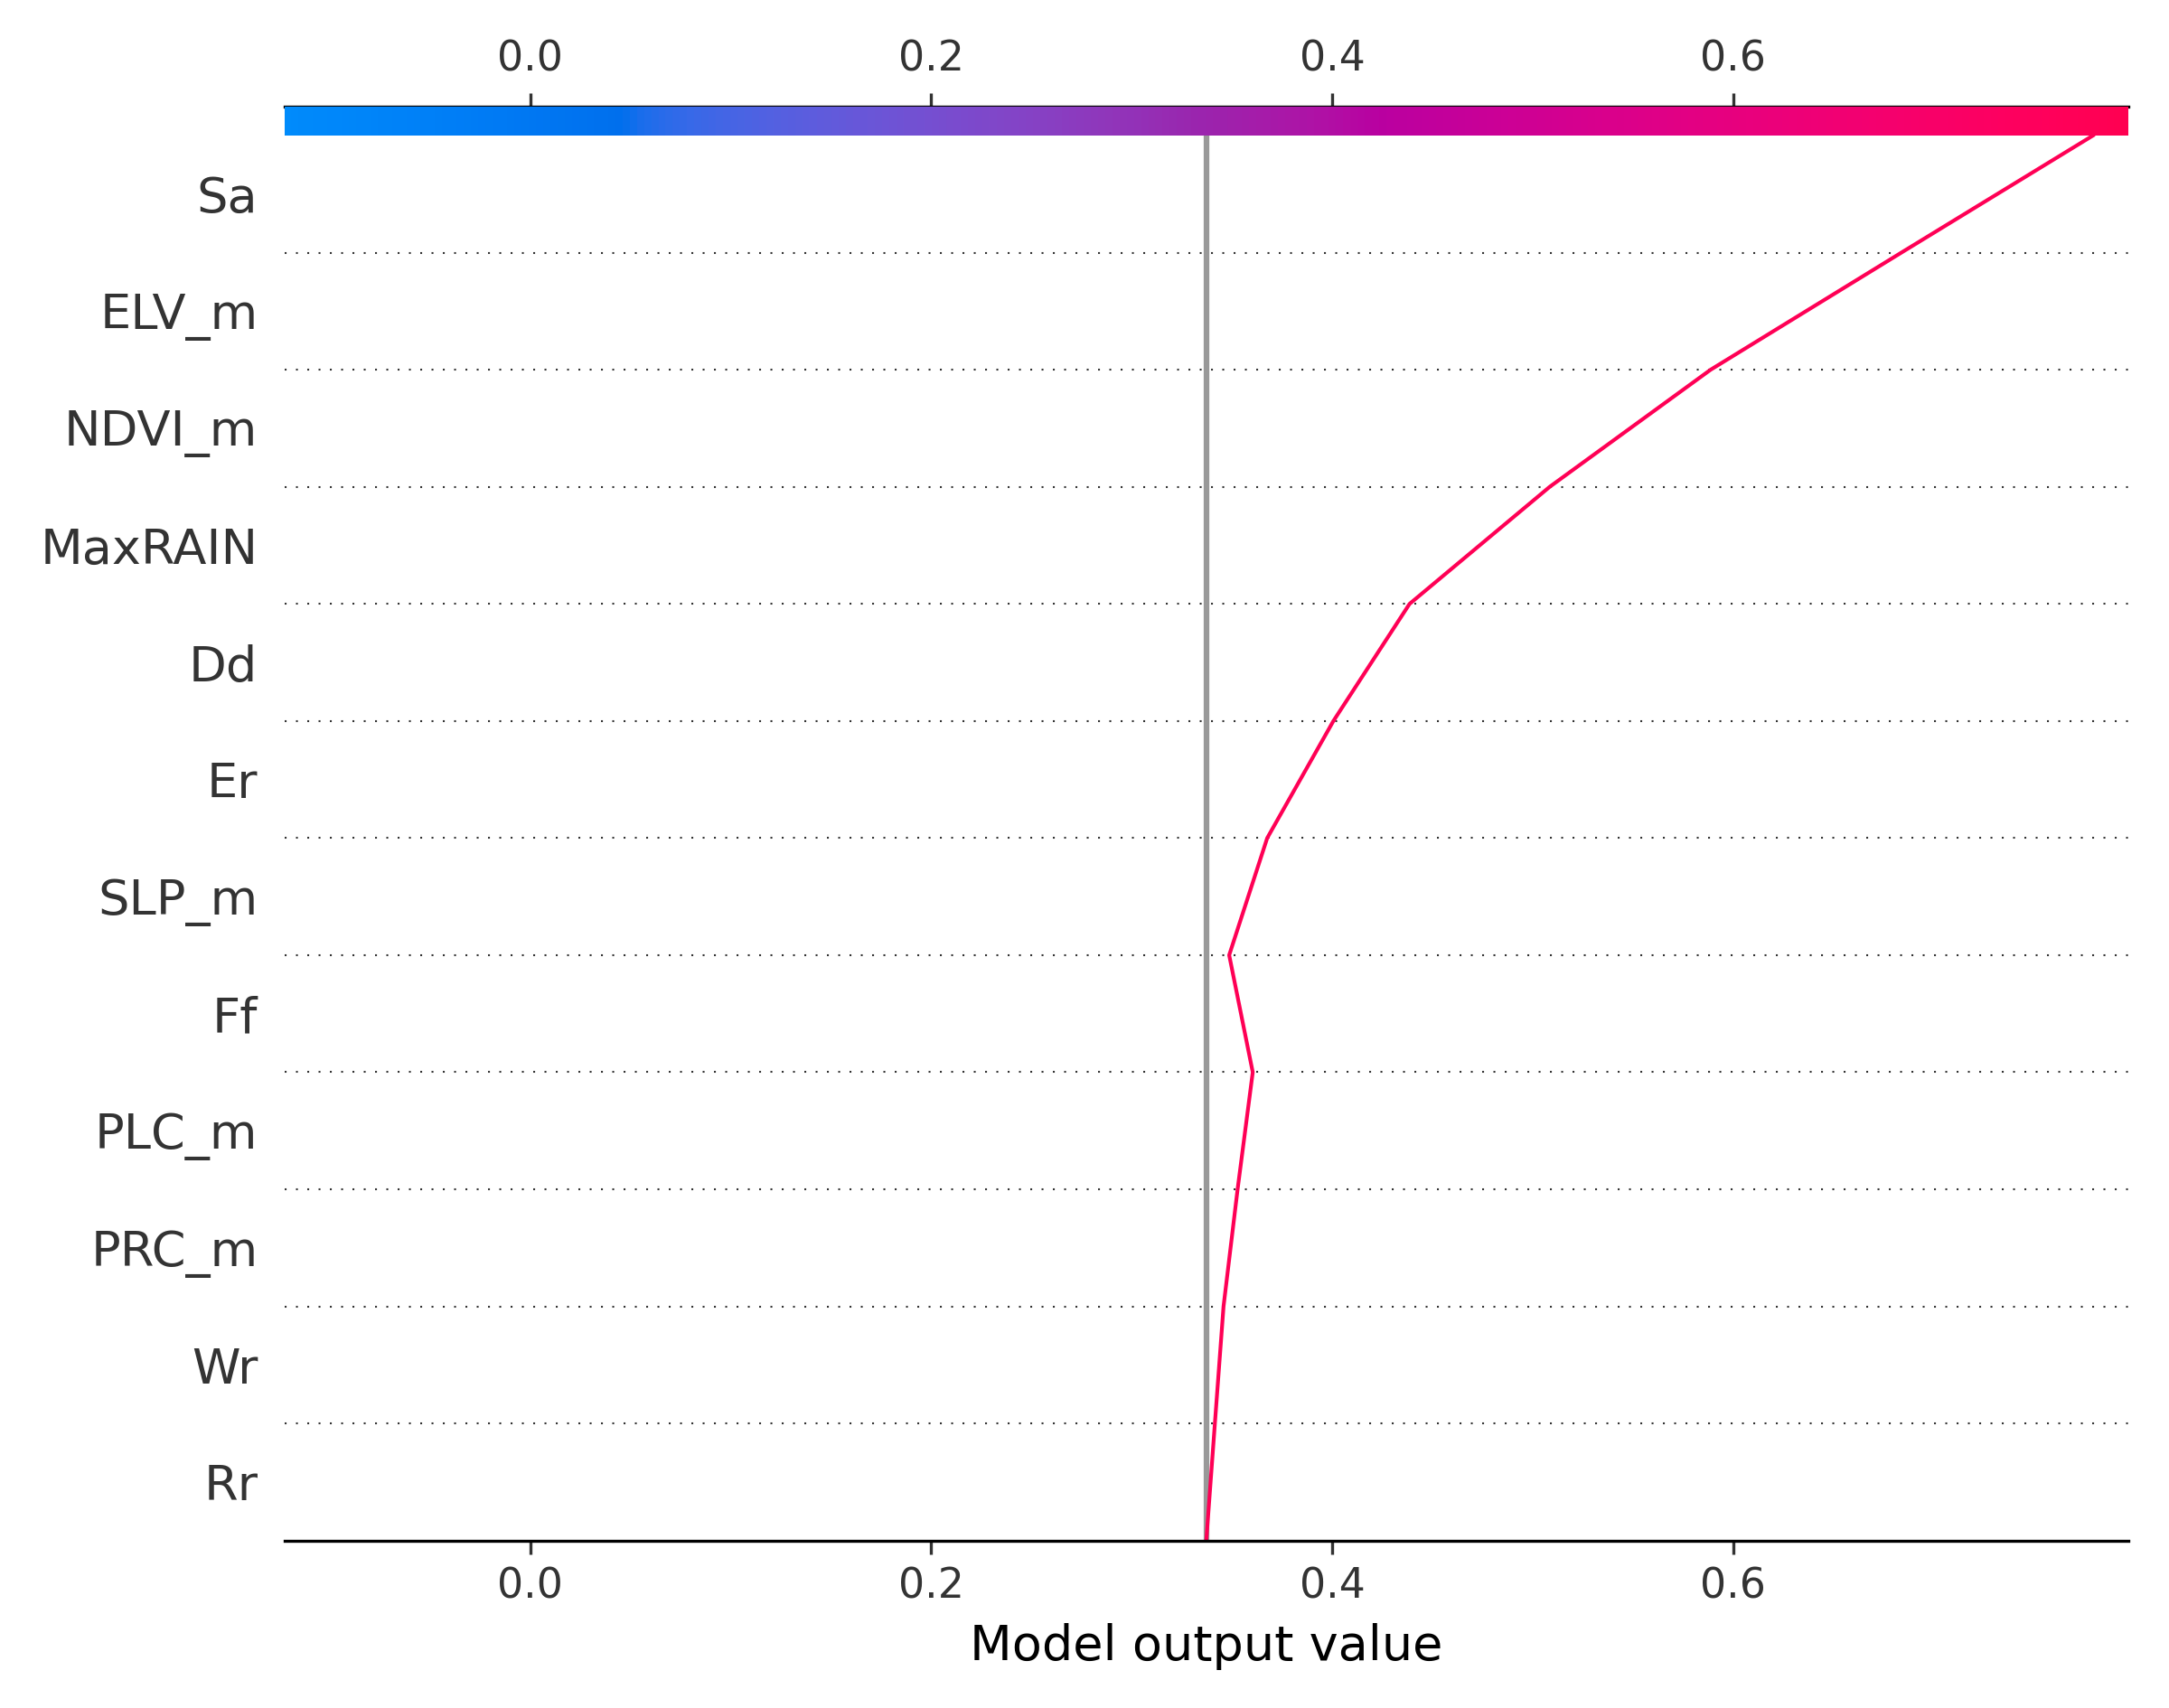 0.0 0.2 0.4 0.6
Sa
ELV_m
NDVI_m
MaxRAIN
Dd
Er
SLP_m
Ff
PLC_m
PRC_m
Wr
Rr
0.0 0.2 0.4 0.6
Model output value